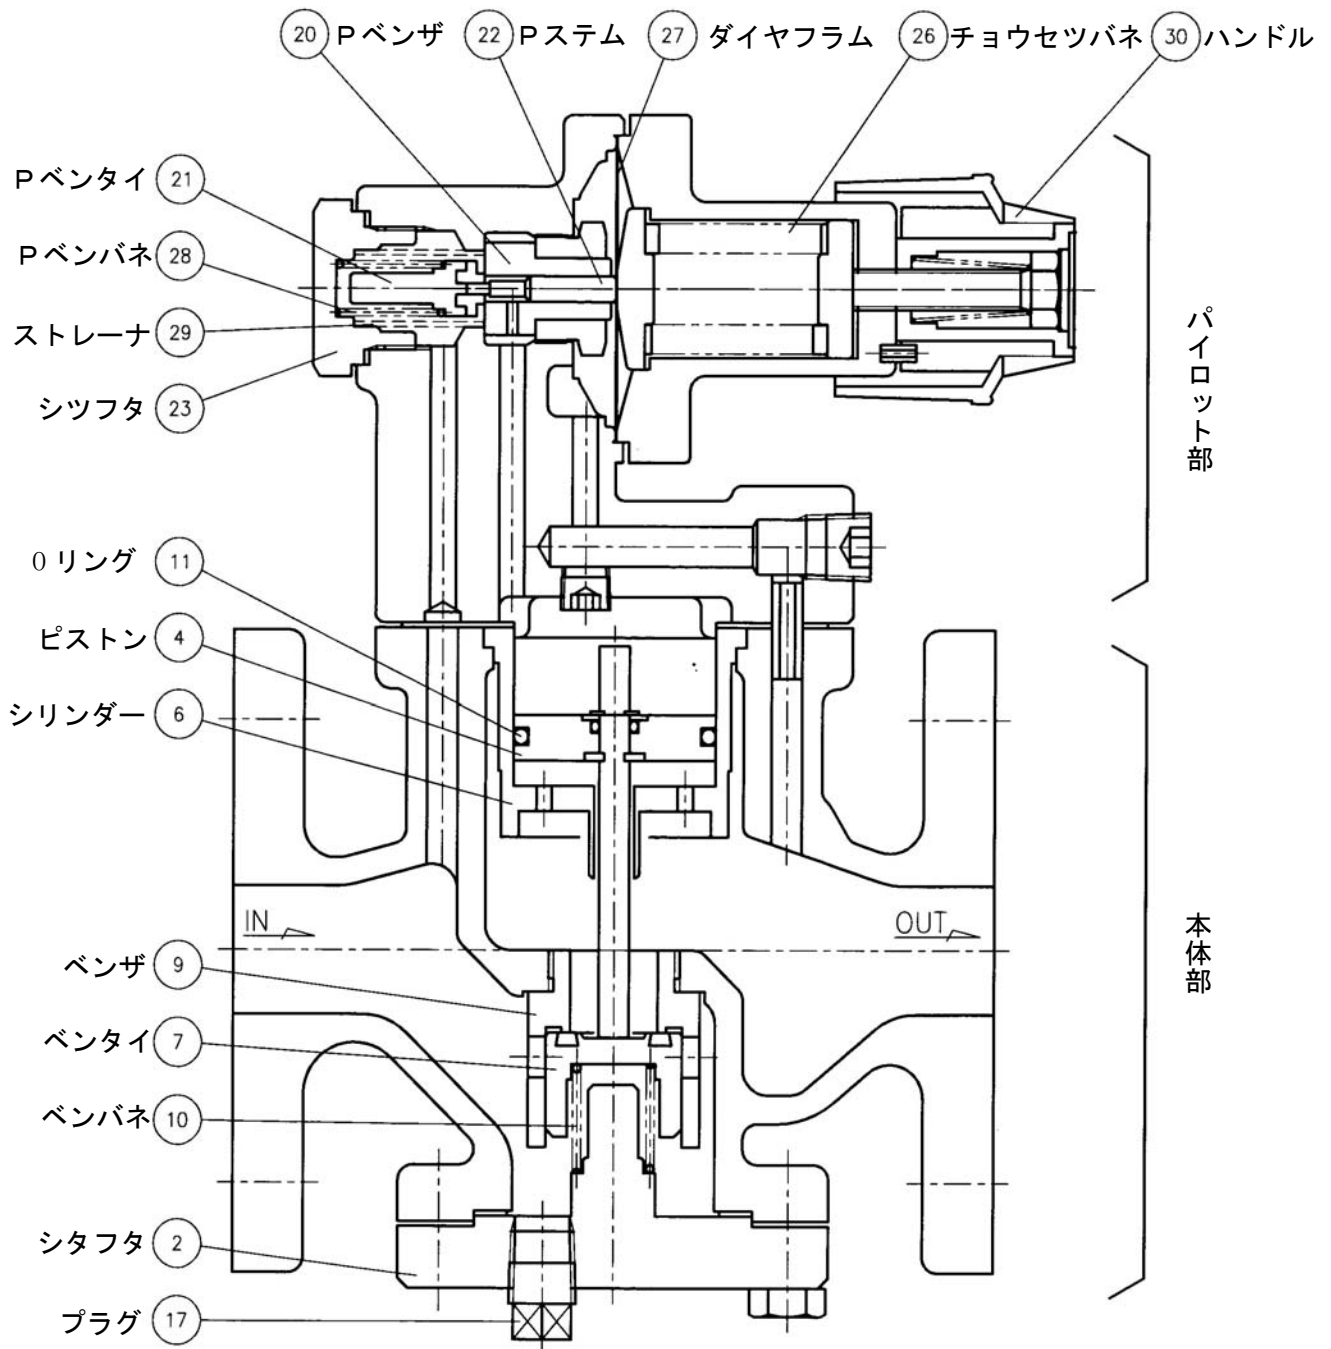 20 Pベンザ
22 Pステム
27 ダイヤフラム
26 チョウセツバネ
30 ハンドル
Pベンタイ 21
Pベンバネ 28
ストレーナ 29
シツフタ 23
パイロット部
0リング 11
ピストン 4
シリンダー 6
IN
OUT
本体部
ベンザ 9
ベンタイ 7
ベンバネ 10
シタフタ 2
プラグ 17